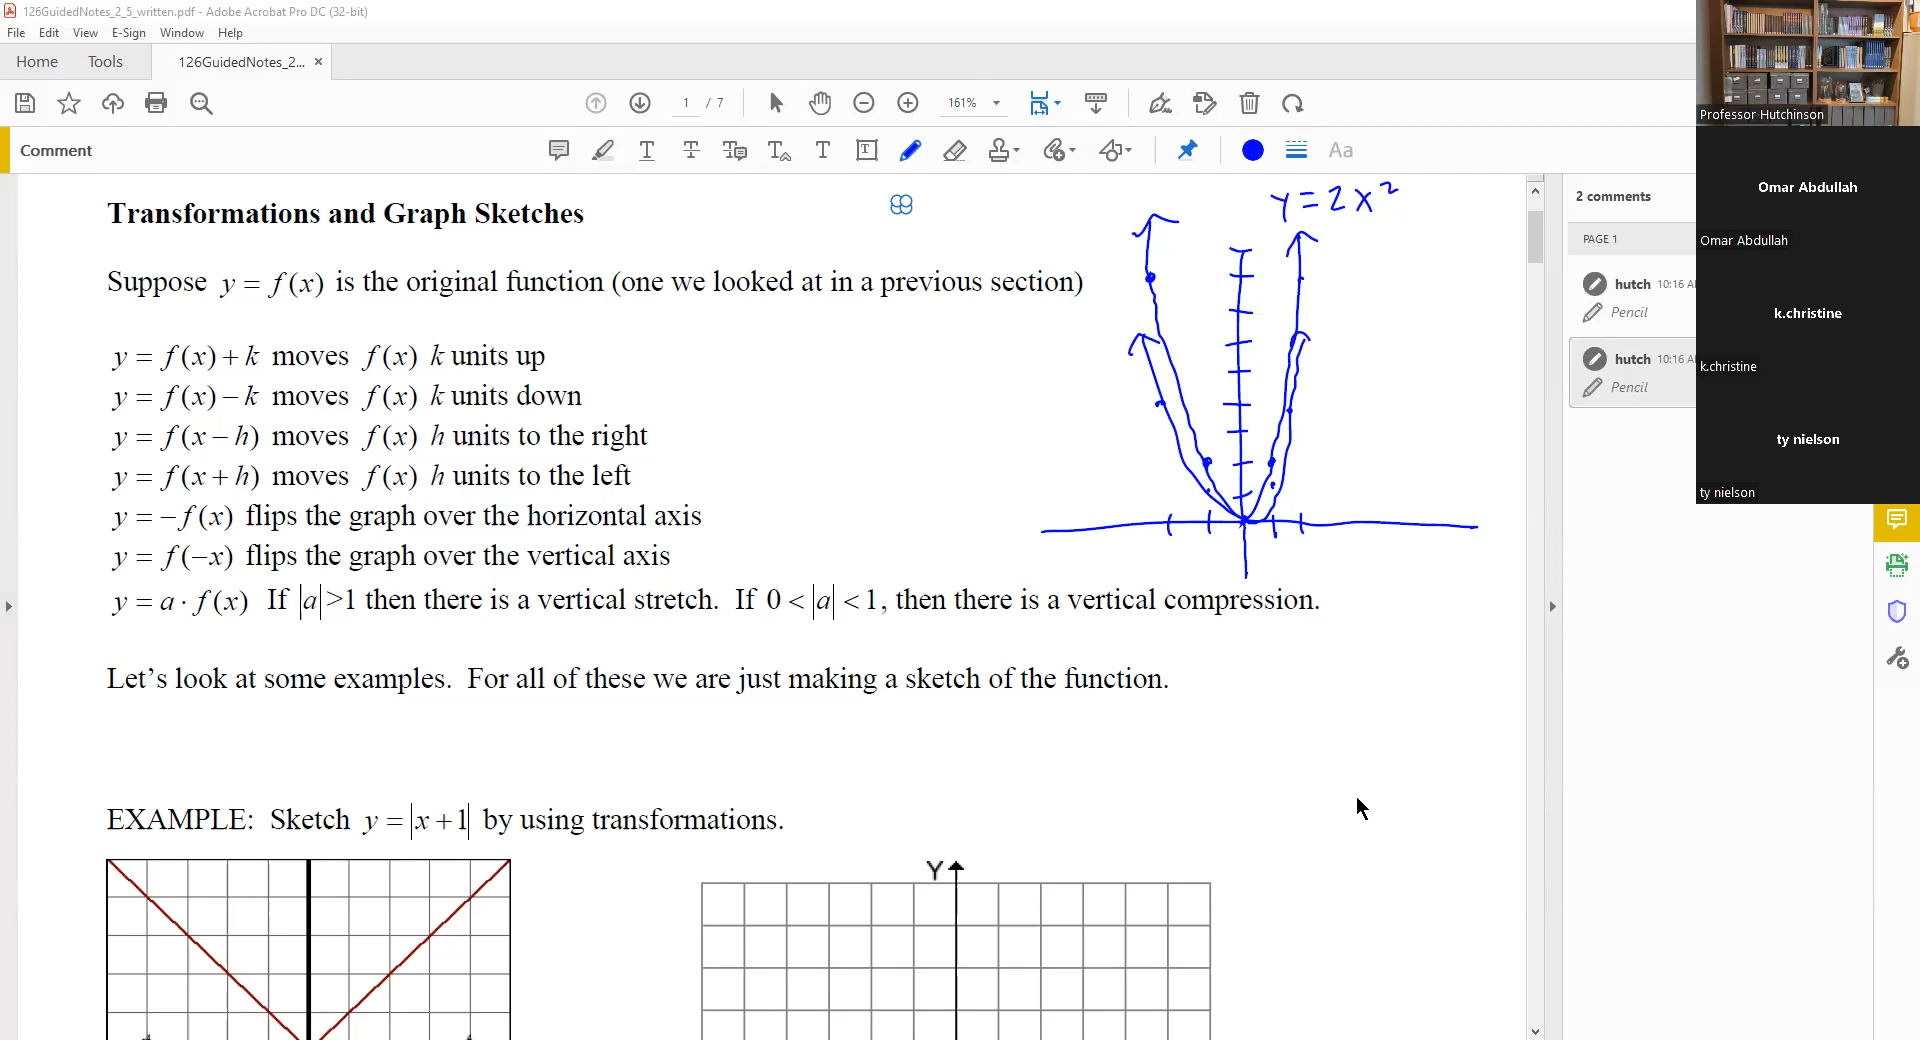 126GuidedNotes_2_5_written.pdf - Adobe Acrobat Pro DC (32-bit)
File Edit View E-Sign Window Help
Home Tools 126GuidedNotes_2... ×
1 / 7 161%
Comment
Aa
Transformations and Graph Sketches
y = 2x²
Suppose y = f(x) is the original function (one we looked at in a previous section)
y = f(x) + k moves f(x) k units up
y = f(x) − k moves f(x) k units down
y = f(x − h) moves f(x) h units to the right
y = f(x + h) moves f(x) h units to the left
y = −f(x) flips the graph over the horizontal axis
y = f(−x) flips the graph over the vertical axis
y = a · f(x) If |a| >1 then there is a vertical stretch. If 0 < |a| < 1, then there is a vertical compression.
Let’s look at some examples. For all of these we are just making a sketch of the function.
EXAMPLE: Sketch y = |x + 1| by using transformations.
Y
2 comments
PAGE 1
hutch 10:16 A
Pencil
hutch 10:16 A
Pencil
Professor Hutchinson
Omar Abdullah
Omar Abdullah
k.christine
k.christine
ty nielson
ty nielson